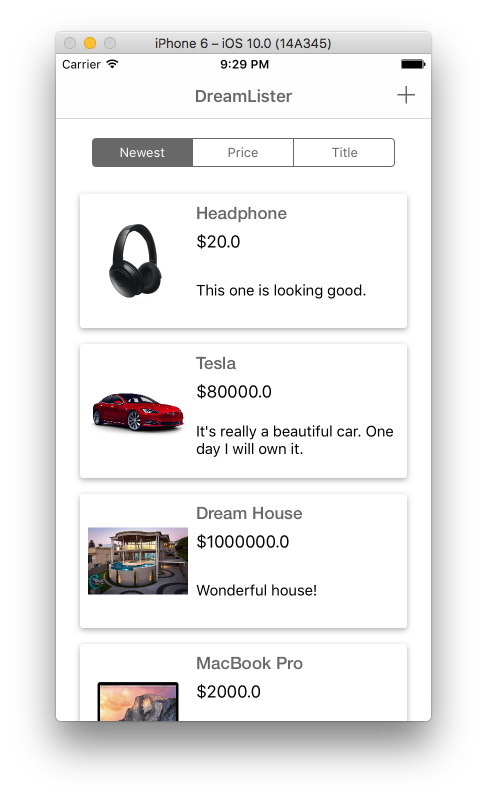 iPhone 6 – iOS 10.0 (14A345)
Carrier 9:29 PM
DreamLister
Newest Price Title
Headphone
$20.0
This one is looking good.
Tesla
$80000.0
It's really a beautiful car. One
day I will own it.
Dream House
$1000000.0
Wonderful house!
MacBook Pro
$2000.0